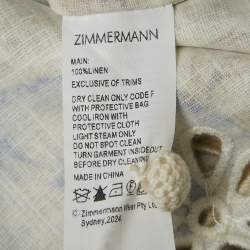 ZIMMERMANN
MAIN:
100%LINEN
EXCLUSIVE OF TRIMS
DRY CLEAN ONLY CODE P
WITH PROTECTIVE BAG
COOL IRON WITH
PROTECTIVE CLOTH
LIGHT STEAM ONLY
DO NOT SPOT CLEAN
TURN GARMENT INSIDEOUT
BEFORE DRY CLEANING
MADE IN CHINA
© Zimmermann Wear Pty Ltd,
Sydney, 2024.